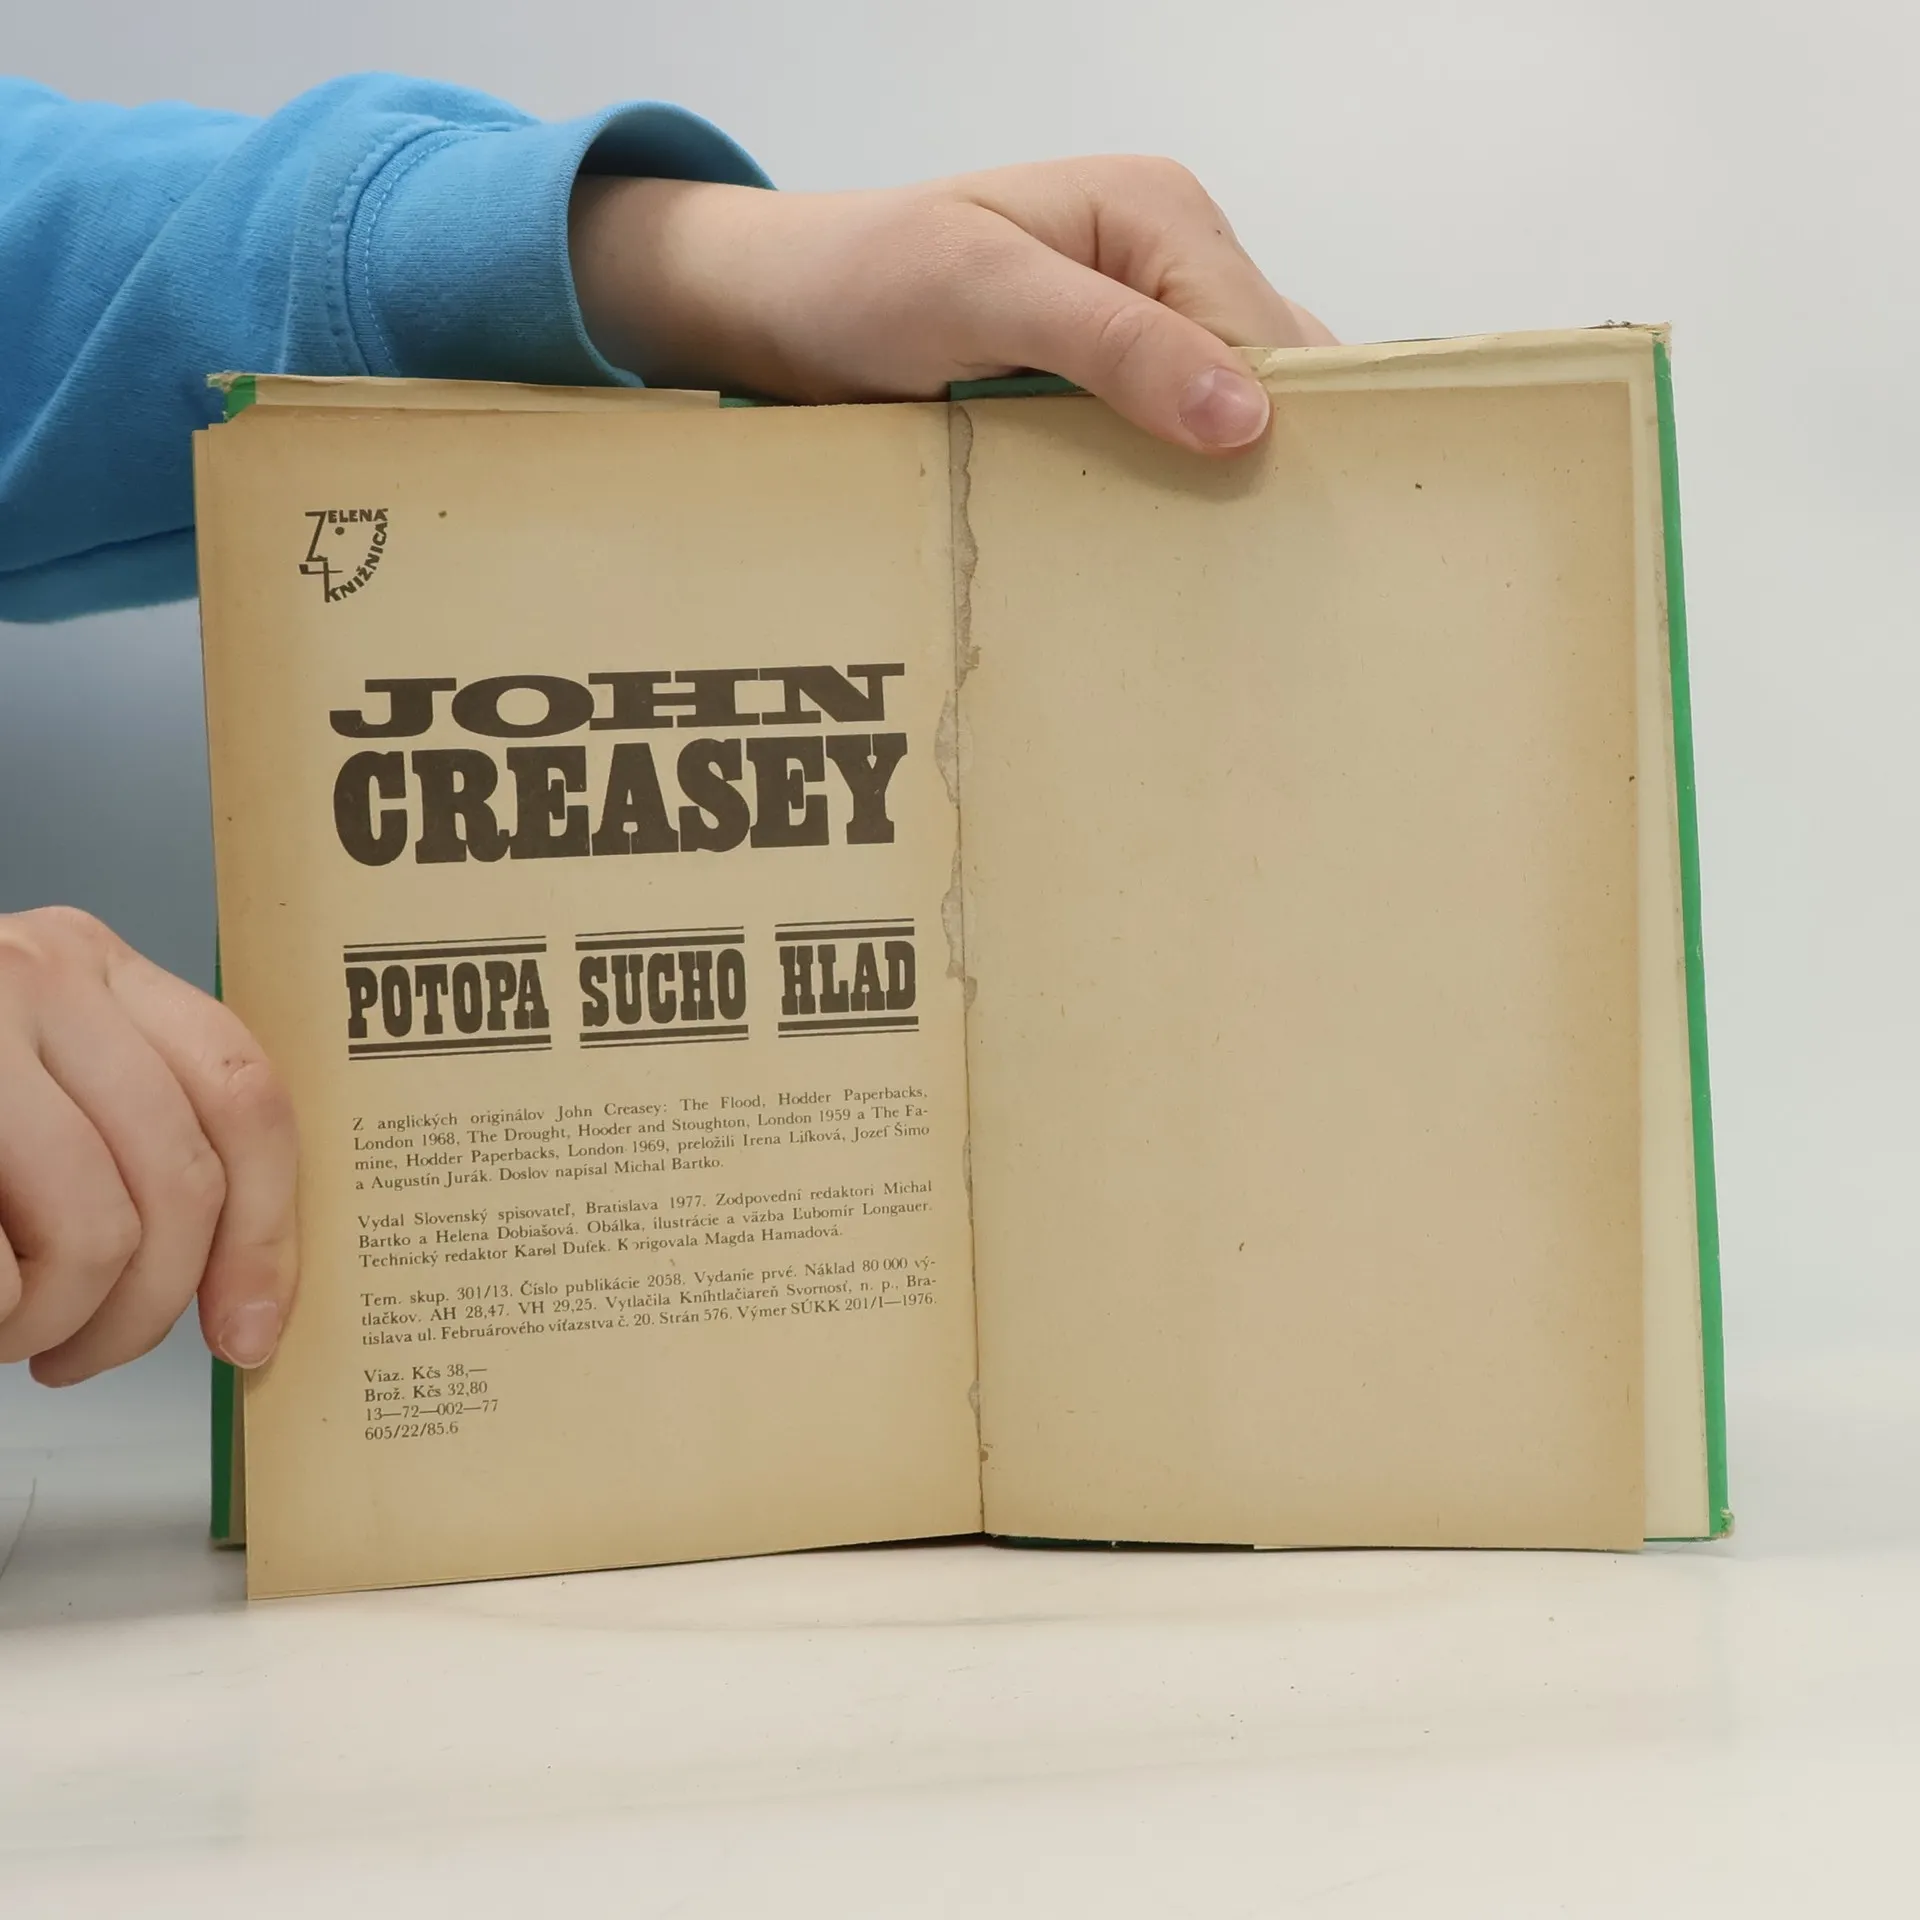 ZELENÁ
KNIŽNICA
JOHN
CREASEY
POTOPA SUCHO HLAD
Z anglických originálov John Creasey: The Flood, Hodder Paperbacks,
London 1968, The Drought, Hooder and Stoughton, London 1959 a The Fa-
mine, Hodder Paperbacks, London 1969, preložili Irena Lifková, Jozef Šimo
a Augustín Jurák. Doslov napísal Michal Bartko.
Vydal Slovenský spisovateľ, Bratislava 1977. Zodpovední redaktori Michal
Bartko a Helena Dobiašová. Obálka, ilustrácie a väzba Ľubomír Longauer.
Technický redaktor Karol Dufek. Korigovala Magda Hamadová.
Tem. skup. 301/13. Číslo publikácie 2058. Vydanie prvé. Náklad 80 000 vý-
tlačkov. AH 28,47. VH 29,25. Vytlačila Kníhtlačiareň Svornosť, n. p., Bra-
tislava ul. Februárového víťazstva č. 20. Strán 576. Výmer SÚKK 201/I—1976.
Viaz. Kčs 38,—
Brož. Kčs 32,80
13—72—002—77
605/22/85.6